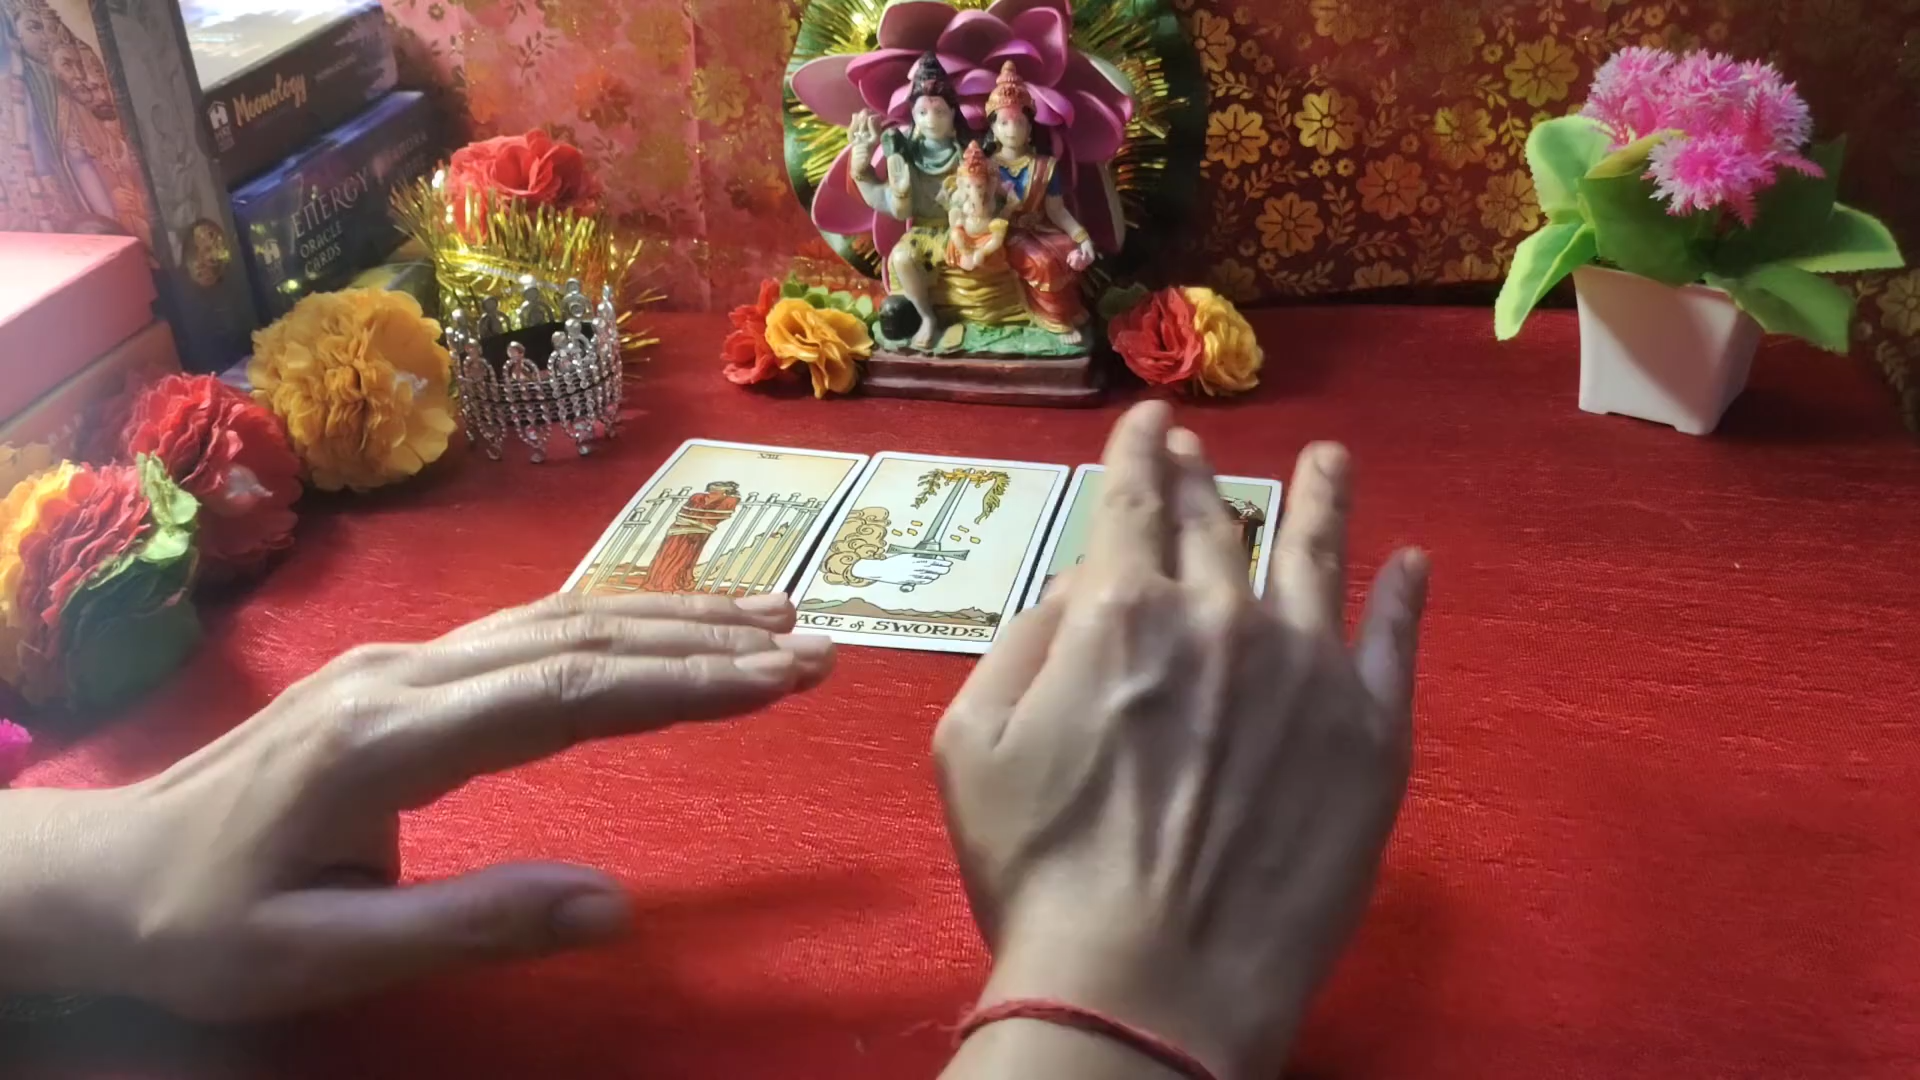 Moonology
ENERGY
ORACLE
CARDS
VIII
ACE of SWORDS.